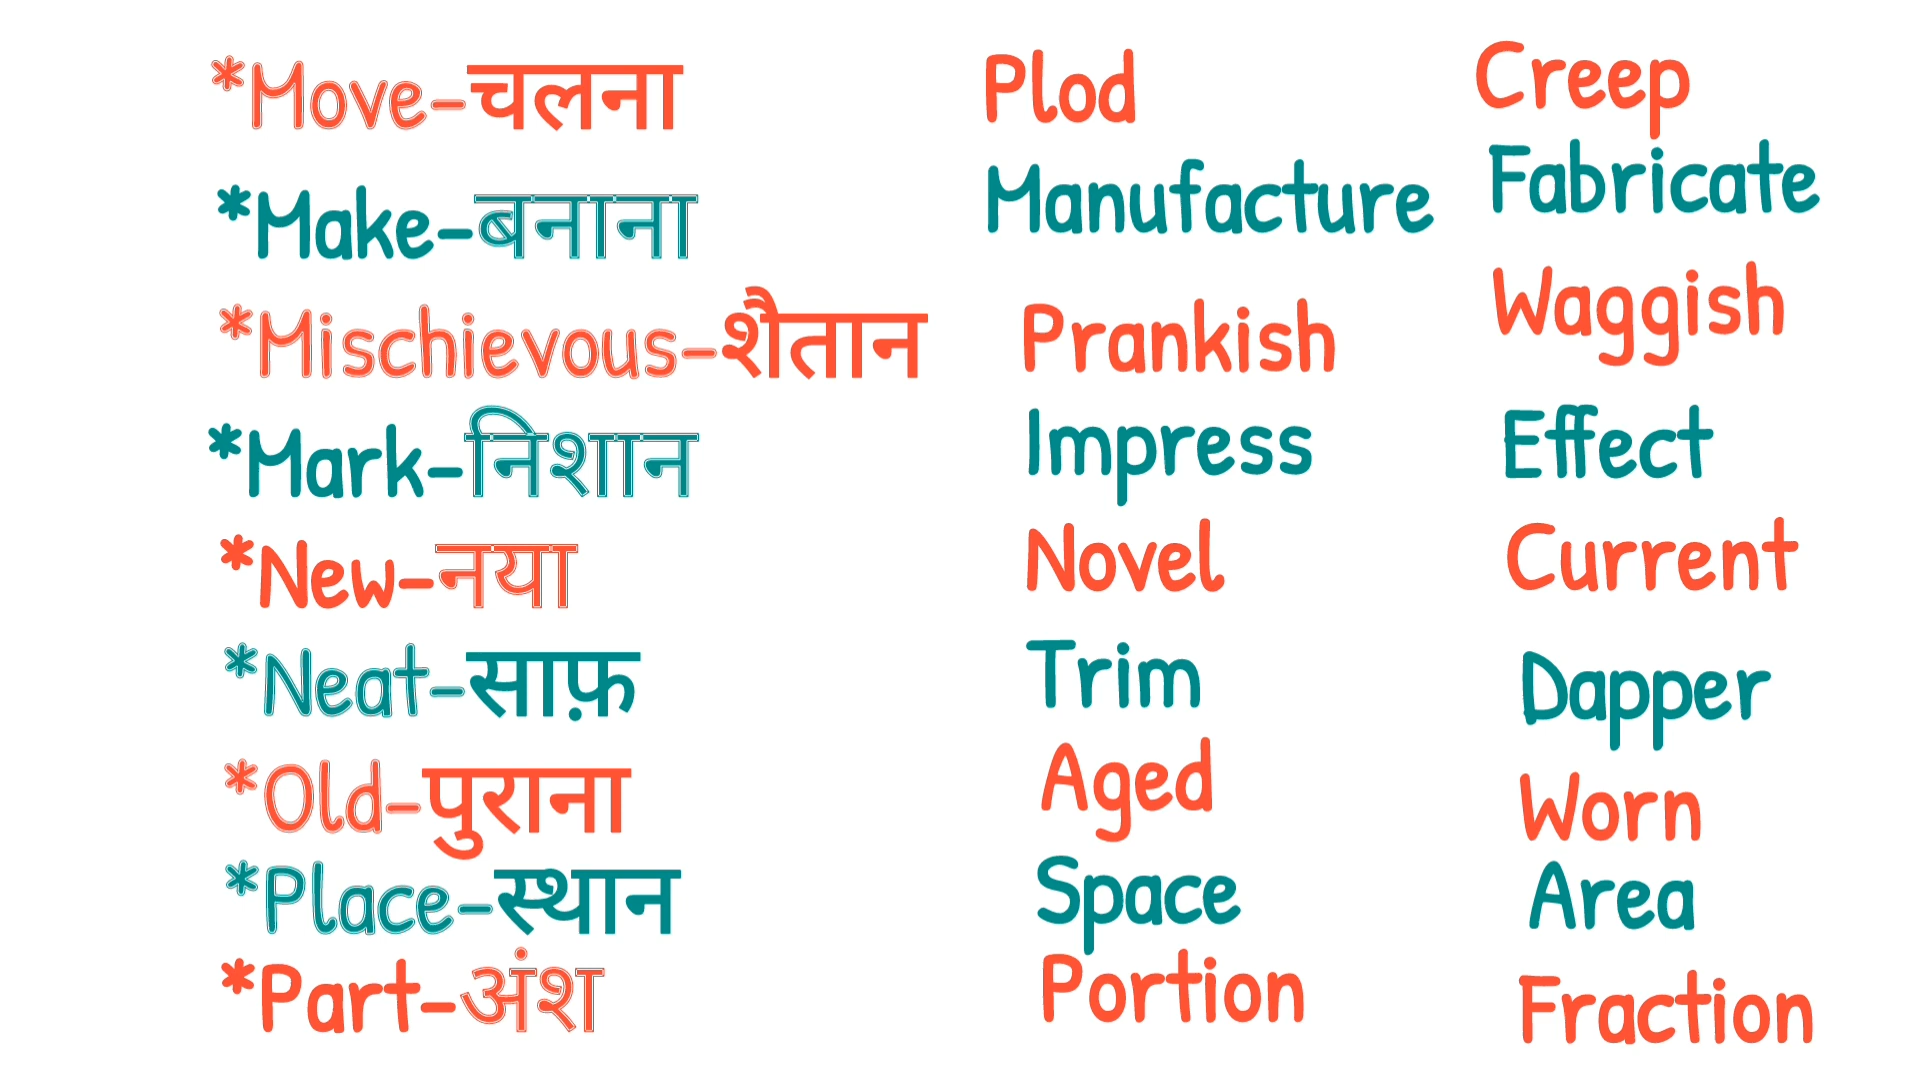 *Move-चलना Plod Creep
*Make-बनाना Manufacture Fabricate
*Mischievous-शैतान Prankish Waggish
*Mark-निशान Impress Effect
*New-नया Novel Current
*Neat-साफ़ Trim Dapper
*Old-पुराना Aged Worn
*Place-स्थान Space Area
*Part-अंश Portion Fraction